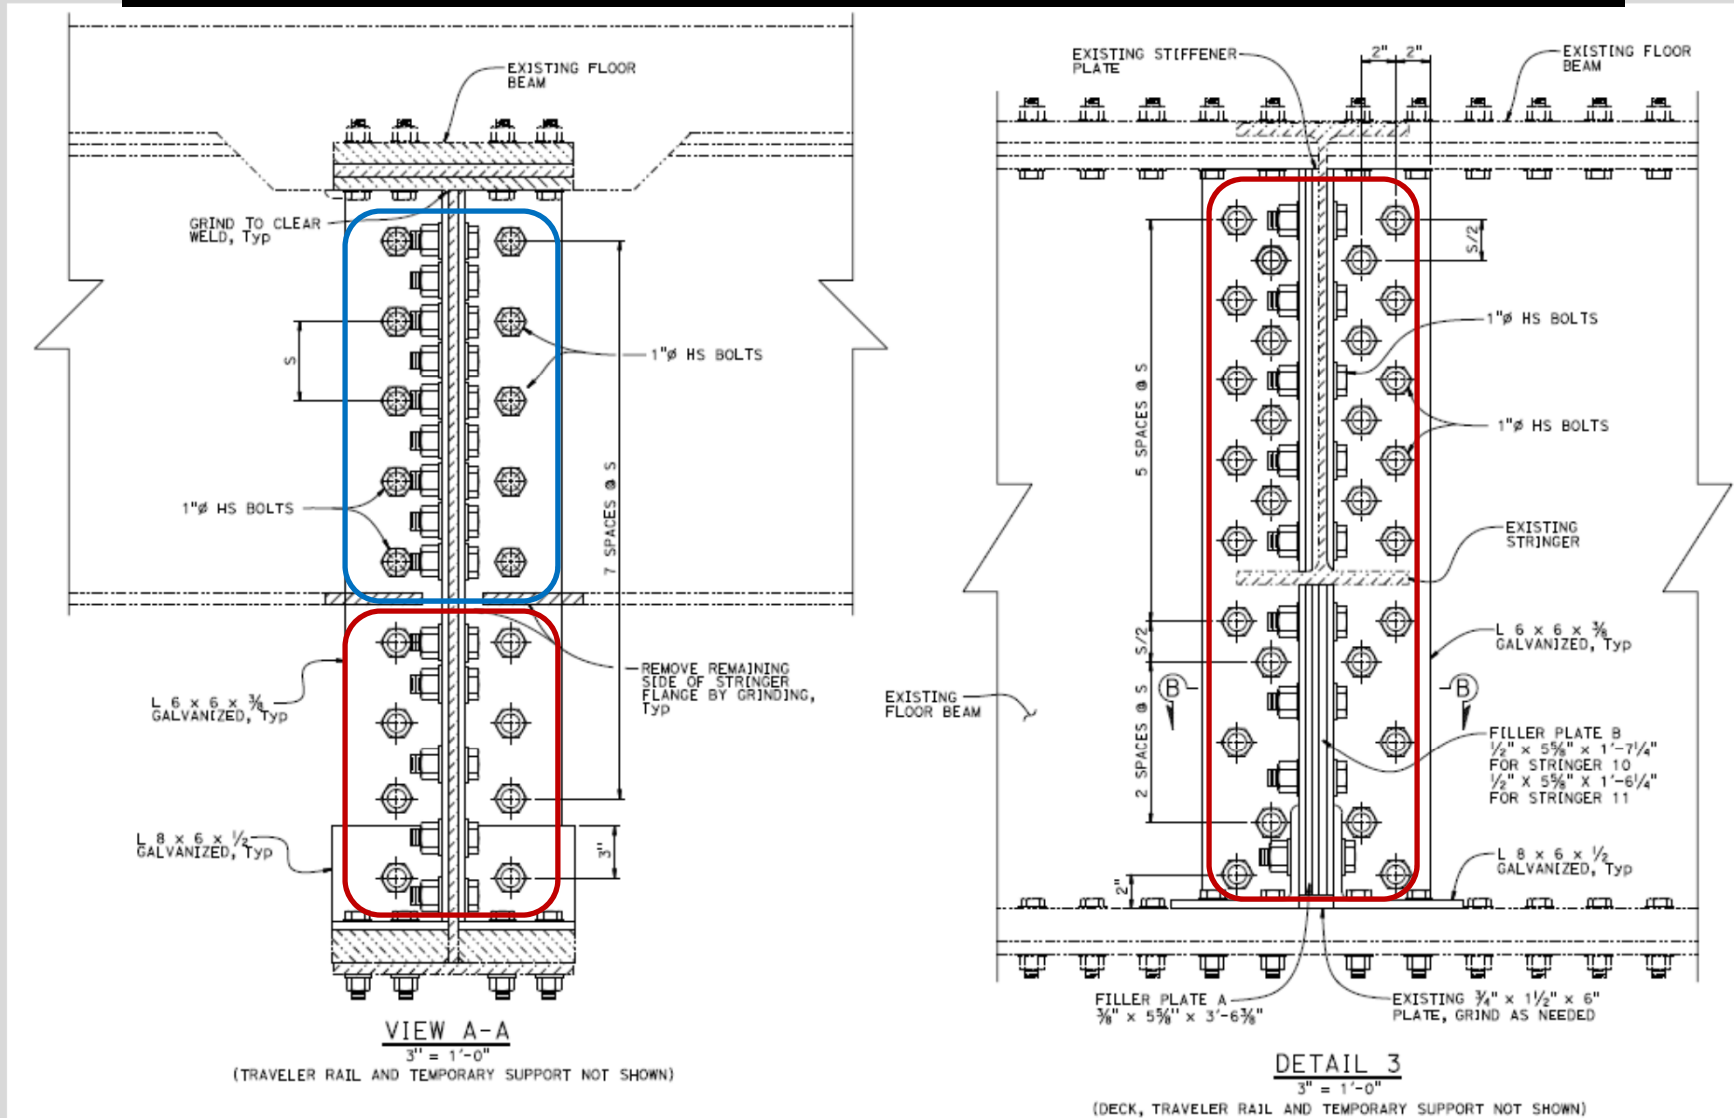 EXISTING FLOOR
BEAM
GRIND TO CLEAR
WELD, Typ
S
1"Ø HS BOLTS
1"Ø HS BOLTS
7 SPACES @ S
REMOVE REMAINING
SIDE OF STRINGER
FLANGE BY GRINDING,
Typ
L 6 x 6 x ⅜
GALVANIZED, Typ
L 8 x 6 x ½
GALVANIZED, Typ
3"
VIEW A-A
3" = 1'-0"
(TRAVELER RAIL AND TEMPORARY SUPPORT NOT SHOWN)
EXISTING STIFFENER
PLATE
2" 2"
EXISTING FLOOR
BEAM
S/2
1"Ø HS BOLTS
5 SPACES @ S
1"Ø HS BOLTS
EXISTING
STRINGER
S/2
L 6 x 6 x ⅜
GALVANIZED, Typ
B B
EXISTING
FLOOR BEAM
2 SPACES @ S
FILLER PLATE B
½" x 5⅝" x 1'-7¼"
FOR STRINGER 10
½" x 5⅝" X 1'-6¼"
FOR STRINGER 11
L 8 x 6 x ½
GALVANIZED, Typ
2"
FILLER PLATE A
⅜" x 5⅝" x 3'-6⅜"
EXISTING ¾" x 1½" x 6"
PLATE, GRIND AS NEEDED
DETAIL 3
3" = 1'-0"
(DECK, TRAVELER RAIL AND TEMPORARY SUPPORT NOT SHOWN)